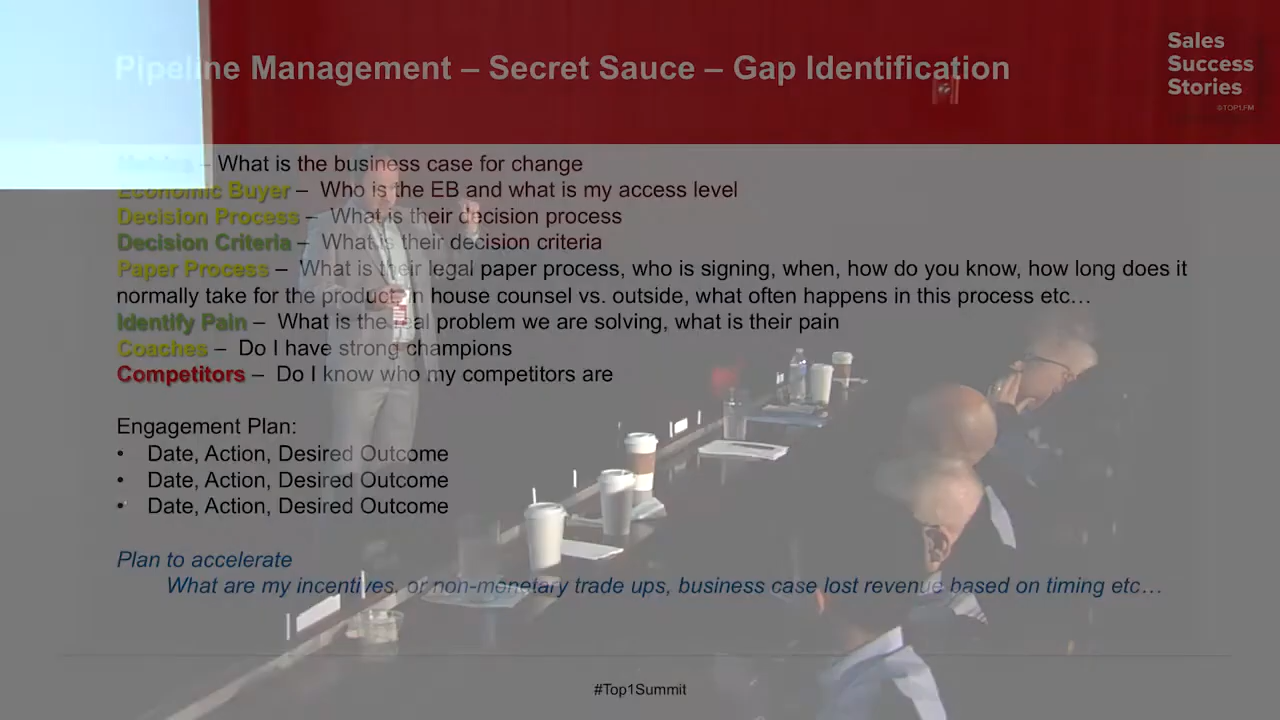 Pipeline Management – Secret Sauce – Gap Identification
Sales
Success
Stories
©TOP1.FM
– What is the business case for change
Economic Buyer – Who is the EB and what is my access level
Decision Process – What is their decision process
Decision Criteria – What is their decision criteria
Paper Process – What is their legal paper process, who is signing, when, how do you know, how long does it
normally take for the product, in house counsel vs. outside, what often happens in this process etc…
Identify Pain – What is the real problem we are solving, what is their pain
Coaches – Do I have strong champions
Competitors – Do I know who my competitors are
Engagement Plan:
• Date, Action, Desired Outcome
• Date, Action, Desired Outcome
• Date, Action, Desired Outcome
Plan to accelerate
What are my incentives, or non-monetary trade ups, business case lost revenue based on timing etc…
#Top1Summit